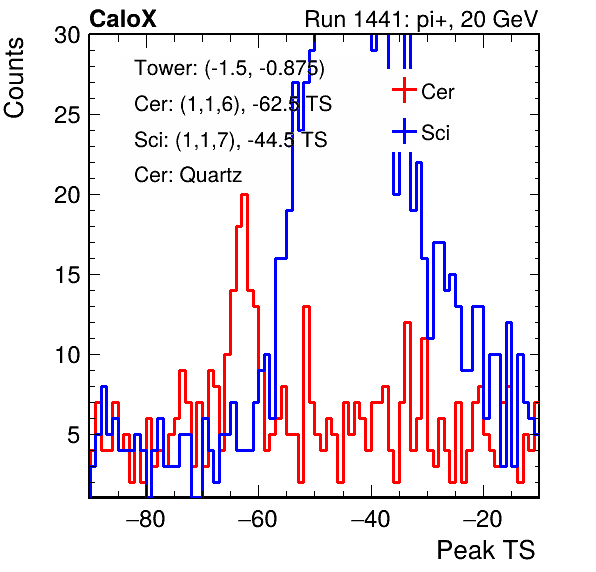 CaloX Run 1441: pi+, 20 GeV
Counts
30
25
20
15
10
5
Tower: (-1.5, -0.875)
Cer: (1,1,6), -62.5 TS
Sci: (1,1,7), -44.5 TS
Cer: Quartz
Cer
Sci
−80 −60 −40 −20
Peak TS